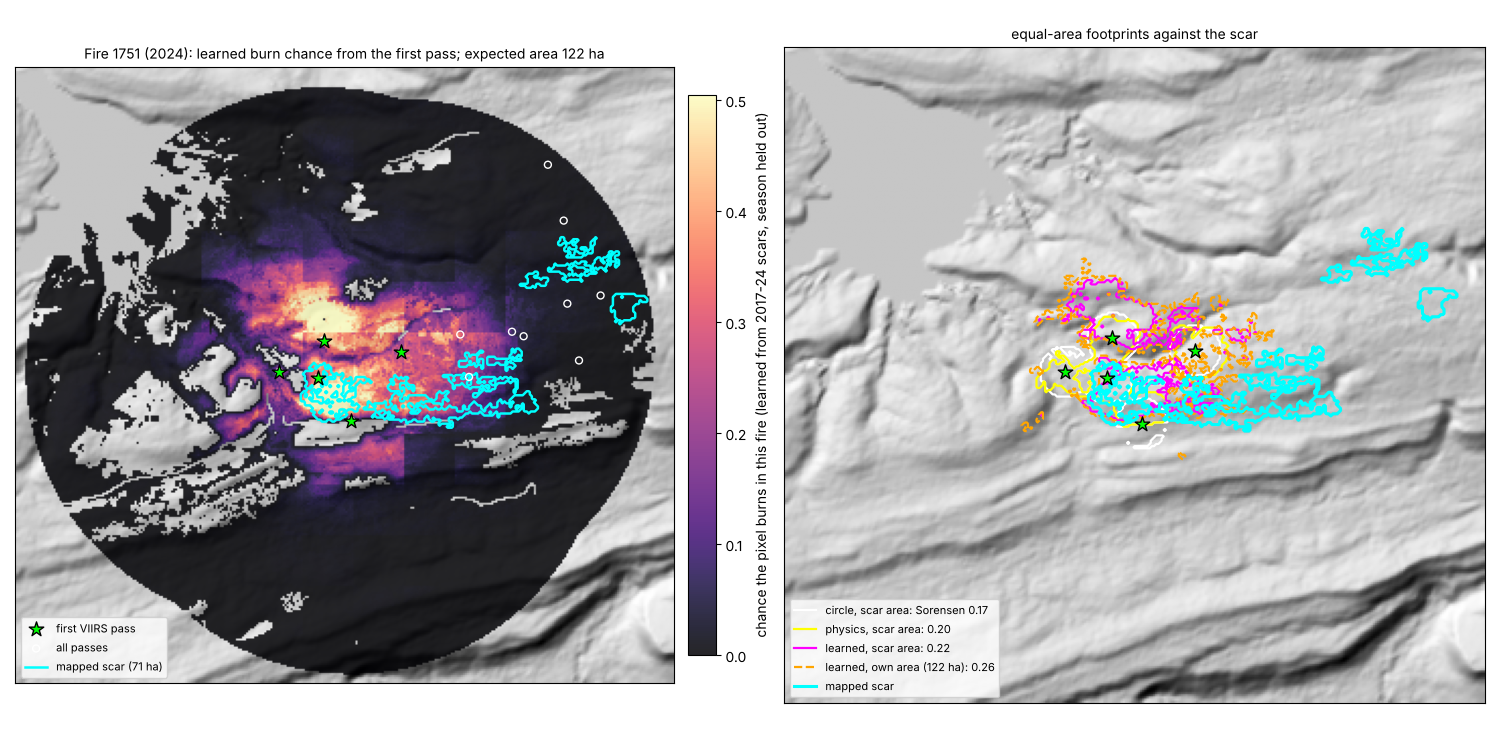 Fire 1751 (2024): learned burn chance from the first pass; expected area 122 ha
0.5
0.4
0.3
0.2
0.1
0.0
chance the pixel burns in this fire (learned from 2017-24 scars, season held out)
first VIIRS pass
all passes
mapped scar (71 ha)
equal-area footprints against the scar
circle, scar area: Sorensen 0.17
physics, scar area: 0.20
learned, scar area: 0.22
learned, own area (122 ha): 0.26
mapped scar